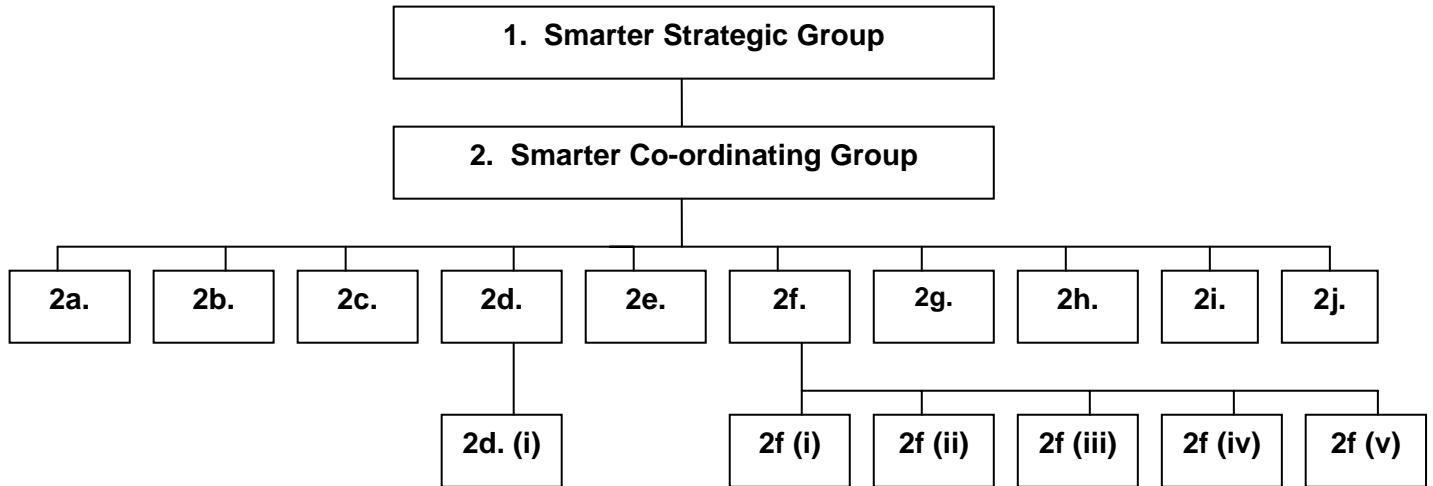 1. Smarter Strategic Group
2. Smarter Co-ordinating Group
2a.
2b.
2c.
2d.
2e.
2f.
2g.
2h.
2i.
2j.
2d. (i)
2f (i)
2f (ii)
2f (iii)
2f (iv)
2f (v)